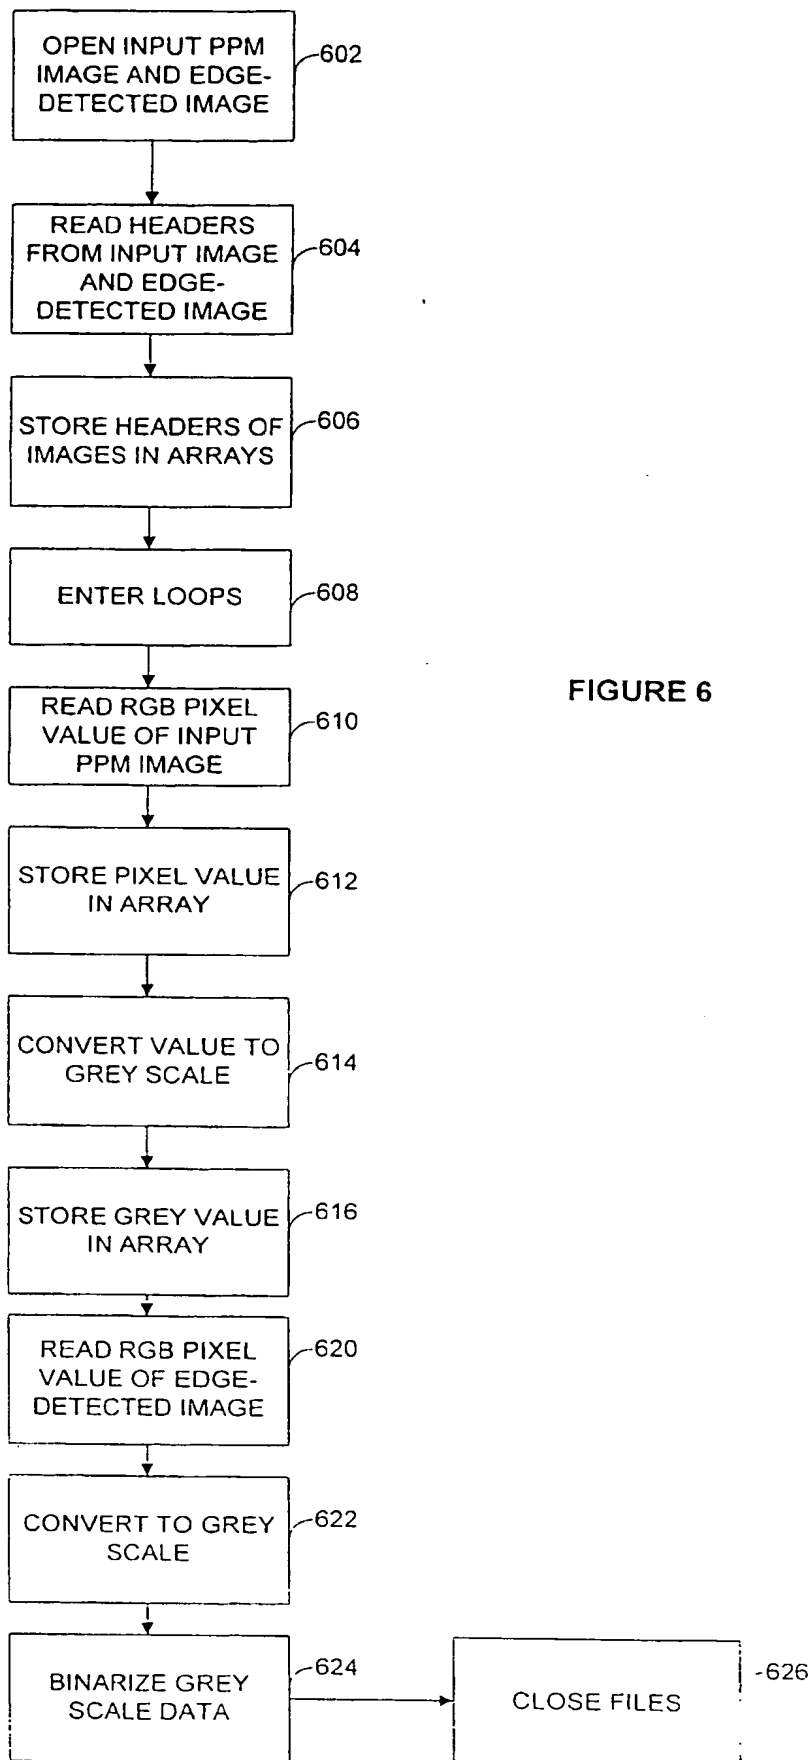 OPEN INPUT PPM
IMAGE AND EDGE-
DETECTED IMAGE
602
READ HEADERS
FROM INPUT IMAGE
AND EDGE-
DETECTED IMAGE
604
STORE HEADERS OF
IMAGES IN ARRAYS
606
ENTER LOOPS
608
READ RGB PIXEL
VALUE OF INPUT
PPM IMAGE
610
FIGURE 6
STORE PIXEL VALUE
IN ARRAY
612
CONVERT VALUE TO
GREY SCALE
614
STORE GREY VALUE
IN ARRAY
616
READ RGB PIXEL
VALUE OF EDGE-
DETECTED IMAGE
620
CONVERT TO GREY
SCALE
622
BINARIZE GREY
SCALE DATA
624
CLOSE FILES
626